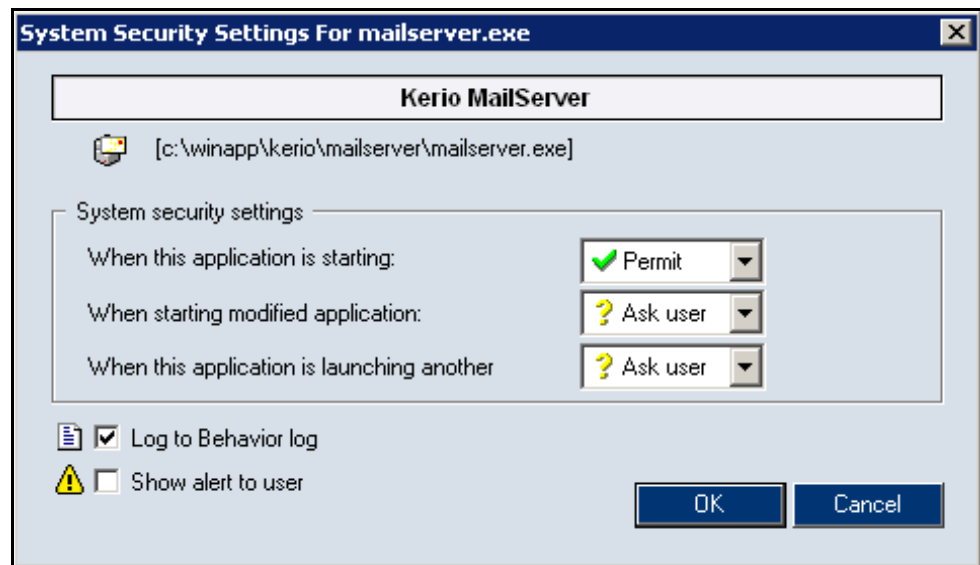 System Security Settings For mailserver.exe
Kerio MailServer
[c:\winapp\kerio\mailserver\mailserver.exe]
System security settings
When this application is starting: Permit
When starting modified application: Ask user
When this application is launching another Ask user
Log to Behavior log
Show alert to user
OK Cancel